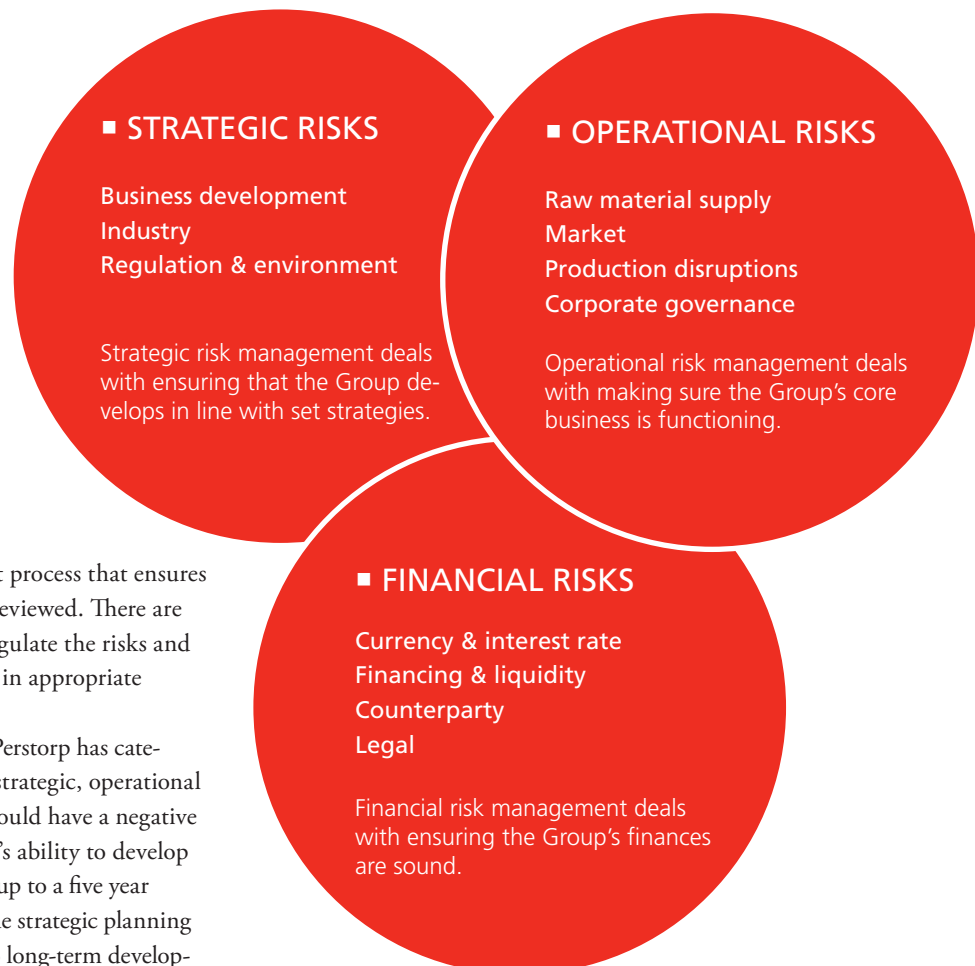 ■ STRATEGIC RISKS
Business development
Industry
Regulation & environment
Strategic risk management deals
with ensuring that the Group de-
velops in line with set strategies.
■ OPERATIONAL RISKS
Raw material supply
Market
Production disruptions
Corporate governance
Operational risk management deals
with making sure the Group's core
business is functioning.
■ FINANCIAL RISKS
Currency & interest rate
Financing & liquidity
Counterparty
Legal
Financial risk management deals
with ensuring the Group's finances
are sound.
process that ensures
eviewed. There are
gulate the risks and
in appropriate
Perstorp has cate-
strategic, operational
ould have a negative
's ability to develop
up to a five year
e strategic planning
long-term develop-